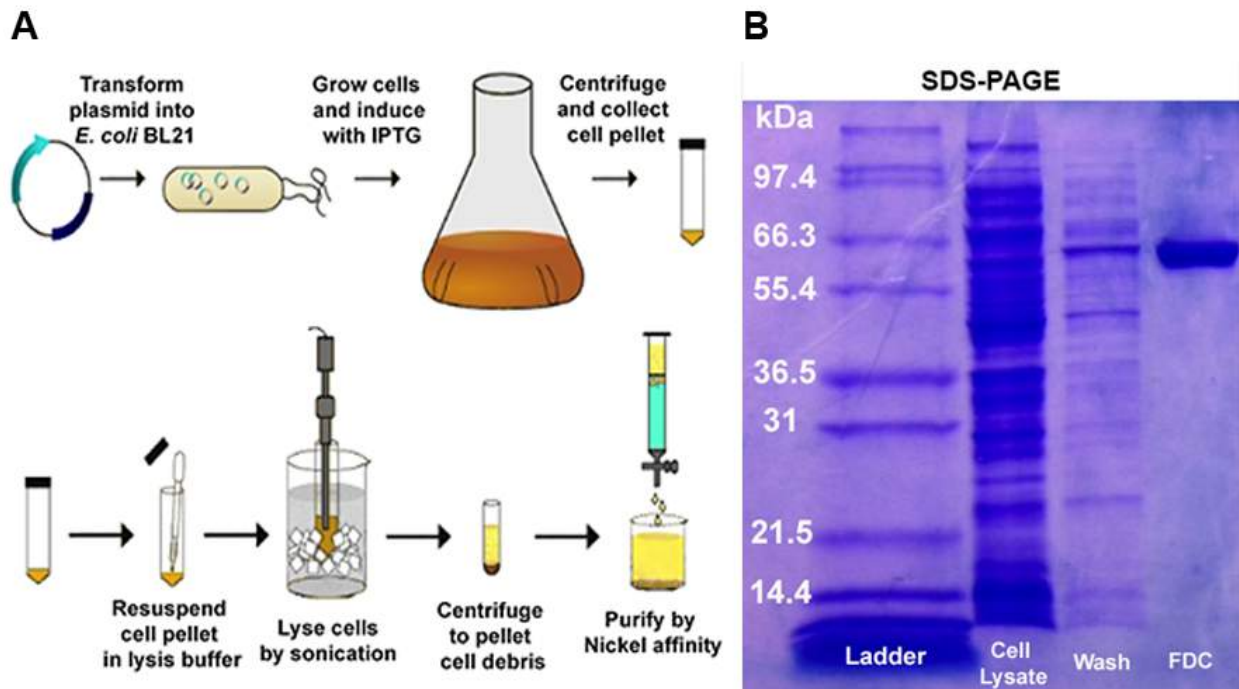 A
Transform
plasmid into
E. coli BL21
Grow cells
and induce
with IPTG
Centrifuge
and collect
cell pellet
Resuspend
cell pellet
in lysis buffer
Lyse cells
by sonication
Centrifuge
to pellet
cell debris
Purify by
Nickel affinity
B
SDS-PAGE
kDa
97.4
66.3
55.4
36.5
31
21.5
14.4
Ladder
Cell
Lysate
Wash
FDC